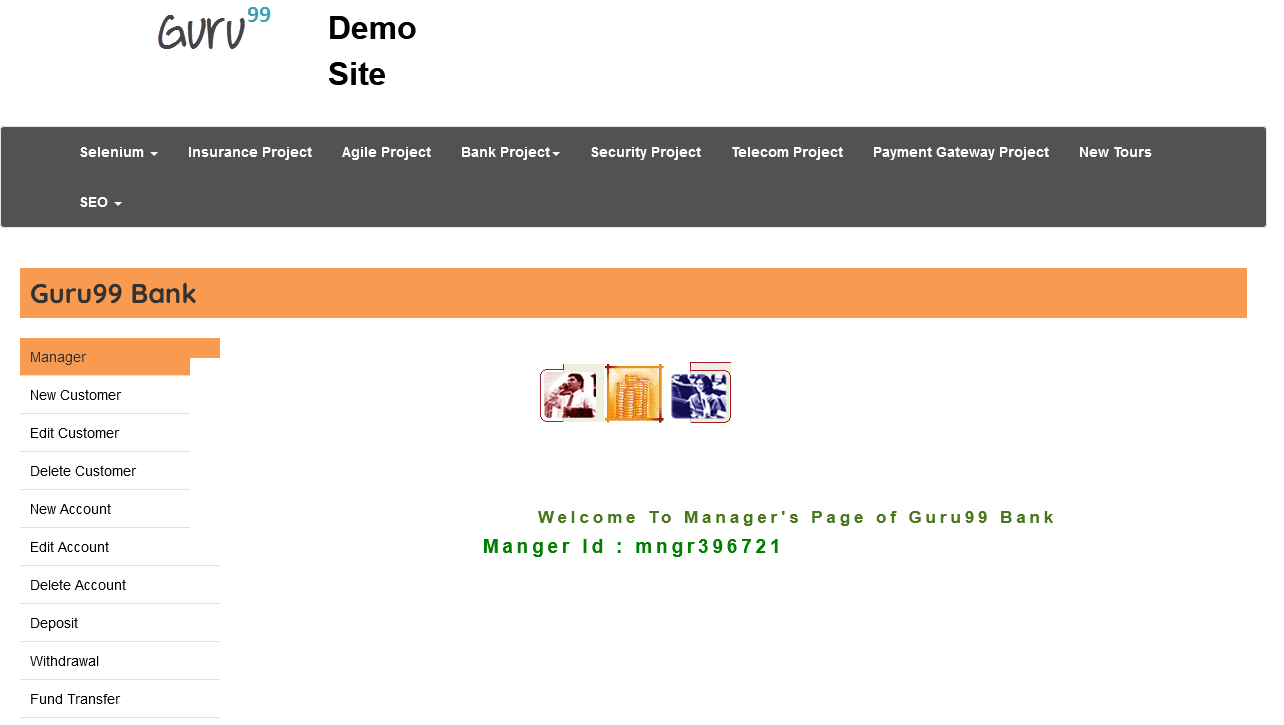 Guru99
Demo
Site
Selenium
Insurance Project
Agile Project
Bank Project
Security Project
Telecom Project
Payment Gateway Project
New Tours
SEO
Guru99 Bank
Manager
New Customer
Edit Customer
Delete Customer
New Account
Edit Account
Delete Account
Deposit
Withdrawal
Fund Transfer
Welcome To Manager's Page of Guru99 Bank
Manger Id : mngr396721